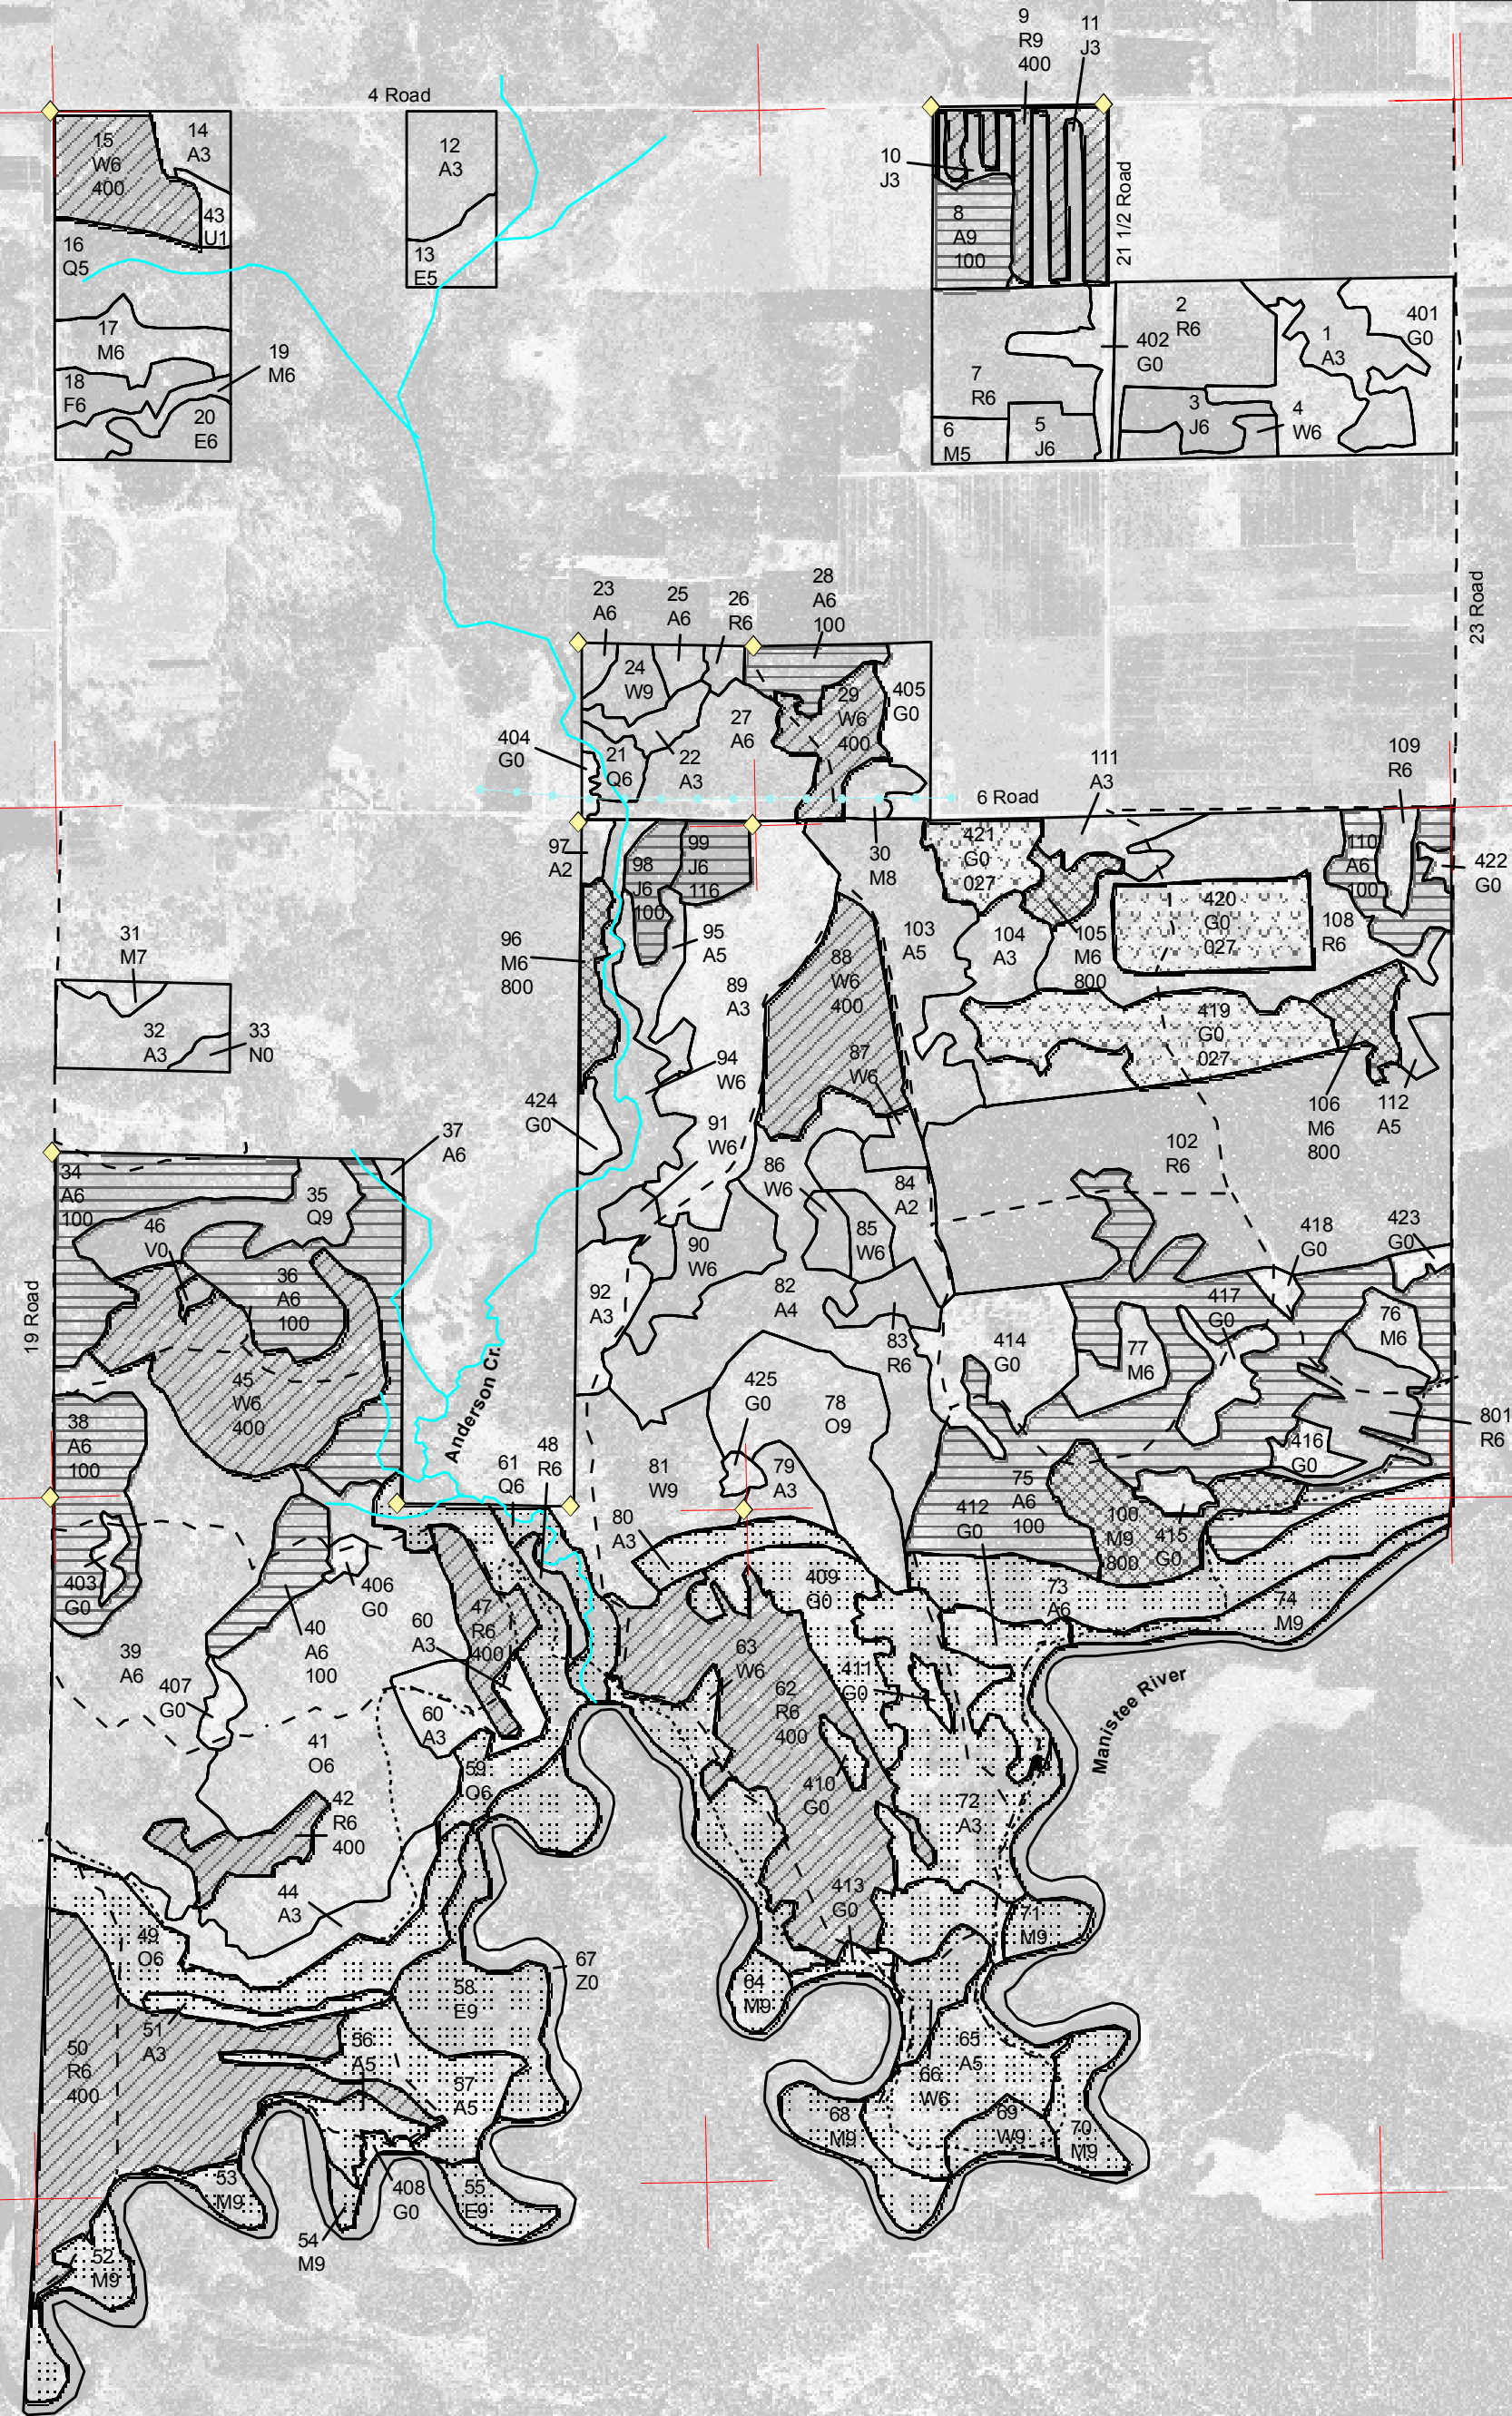 9
R9
400
11
J3
4 Road
15
W6
400
14
A3
12
A3
10
J3
43
U1
8
A9
100
21 1/2 Road
16
Q5
13
E5
2
R6
401
G0
1
A3
402
G0
17
M6
19
M6
7
R6
18
F6
20
E6
3
J6
4
W6
6
M5
5
J6
23 Road
23
A6
25
A6
26
R6
28
A6
100
24
W9
29
W6
400
405
G0
27
A6
404
G0
21
Q6
22
A3
111
A3
109
R6
6 Road
97
A2
98
J6
100
99
J6
116
30
M8
421
G0
027
110
A6
100
422
G0
96
M6
800
95
A5
103
A5
104
A3
105
M6
800
420
G0
027
108
R6
31
M7
88
W6
400
89
A3
32
A3
33
N0
419
G0
027
94
W6
87
W6
424
G0
91
W6
106
M6
800
112
A5
37
A6
102
R6
34
A6
100
35
Q9
86
W6
84
A2
46
V0
90
W6
85
W6
418
G0
423
G0
36
A6
100
92
A3
82
A4
83
R6
417
G0
76
M6
19 Road
414
G0
77
M6
45
W6
400
Anderson Cr.
425
G0
78
O9
38
A6
100
801
R6
416
G0
61
Q6
48
R6
81
W9
79
A3
75
A6
100
412
G0
80
A3
100
M9
800
415
G0
403
G0
406
G0
409
G0
73
A6
74
M9
40
A6
100
60
A3
47
R6
400
39
A6
407
G0
63
W6
411
G0
62
R6
400
Manistee River
60
A3
41
O6
59
O6
410
G0
72
A3
42
R6
400
44
A3
413
G0
71
M9
49
O6
67
Z0
58
E9
64
M9
51
A3
50
R6
400
56
A5
65
A5
57
A5
66
W6
68
M9
69
W9
70
M9
53
M9
408
G0
55
E9
54
M9
52
M9